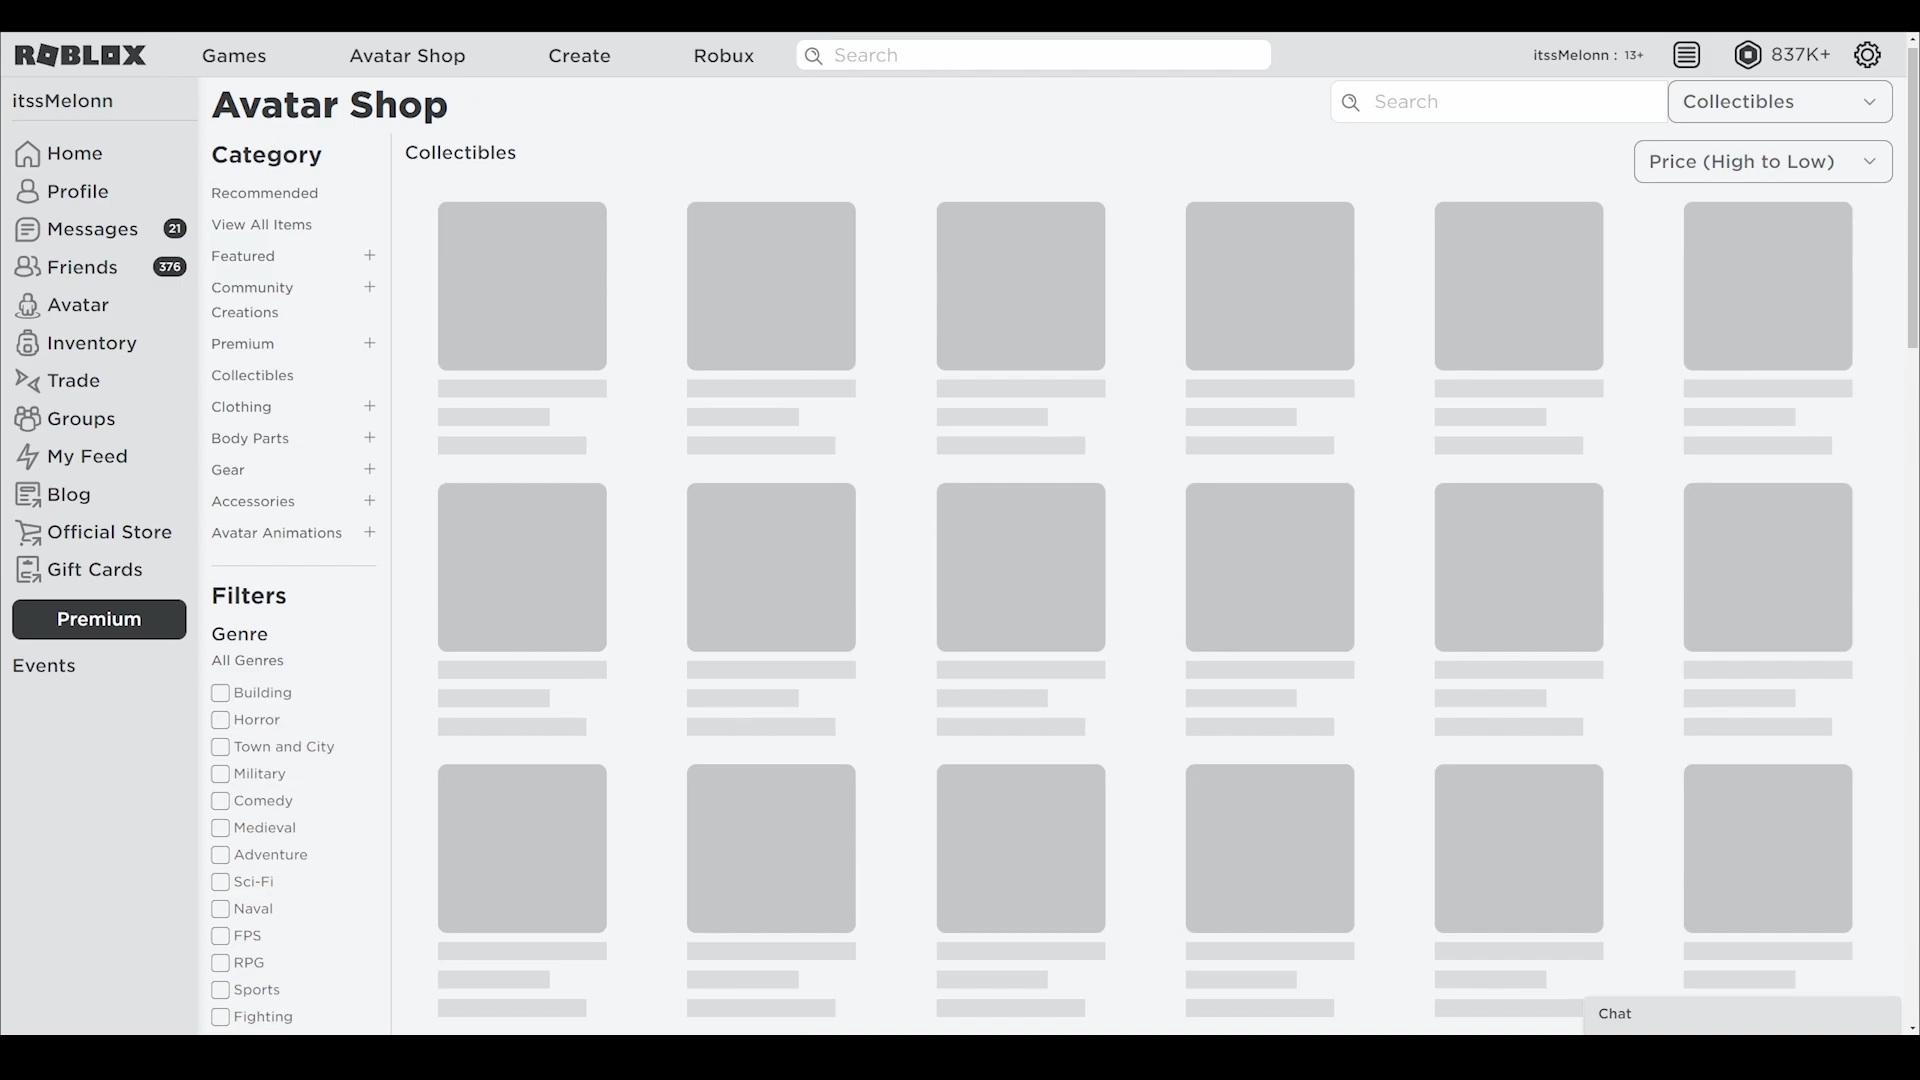 ROBLOX
Games
Avatar Shop
Create
Robux
Search
itssMelonn : 13+
837K+
itssMelonn
Home
Profile
Messages 21
Friends 376
Avatar
Inventory
Trade
Groups
My Feed
Blog
Official Store
Gift Cards
Premium
Events
Avatar Shop
Search
Collectibles
Category
Recommended
View All Items
Featured +
Community +
Creations
Premium +
Collectibles
Clothing +
Body Parts +
Gear +
Accessories +
Avatar Animations +
Filters
Genre
All Genres
Building
Horror
Town and City
Military
Comedy
Medieval
Adventure
Sci-Fi
Naval
FPS
RPG
Sports
Fighting
Collectibles
Price (High to Low)
Chat